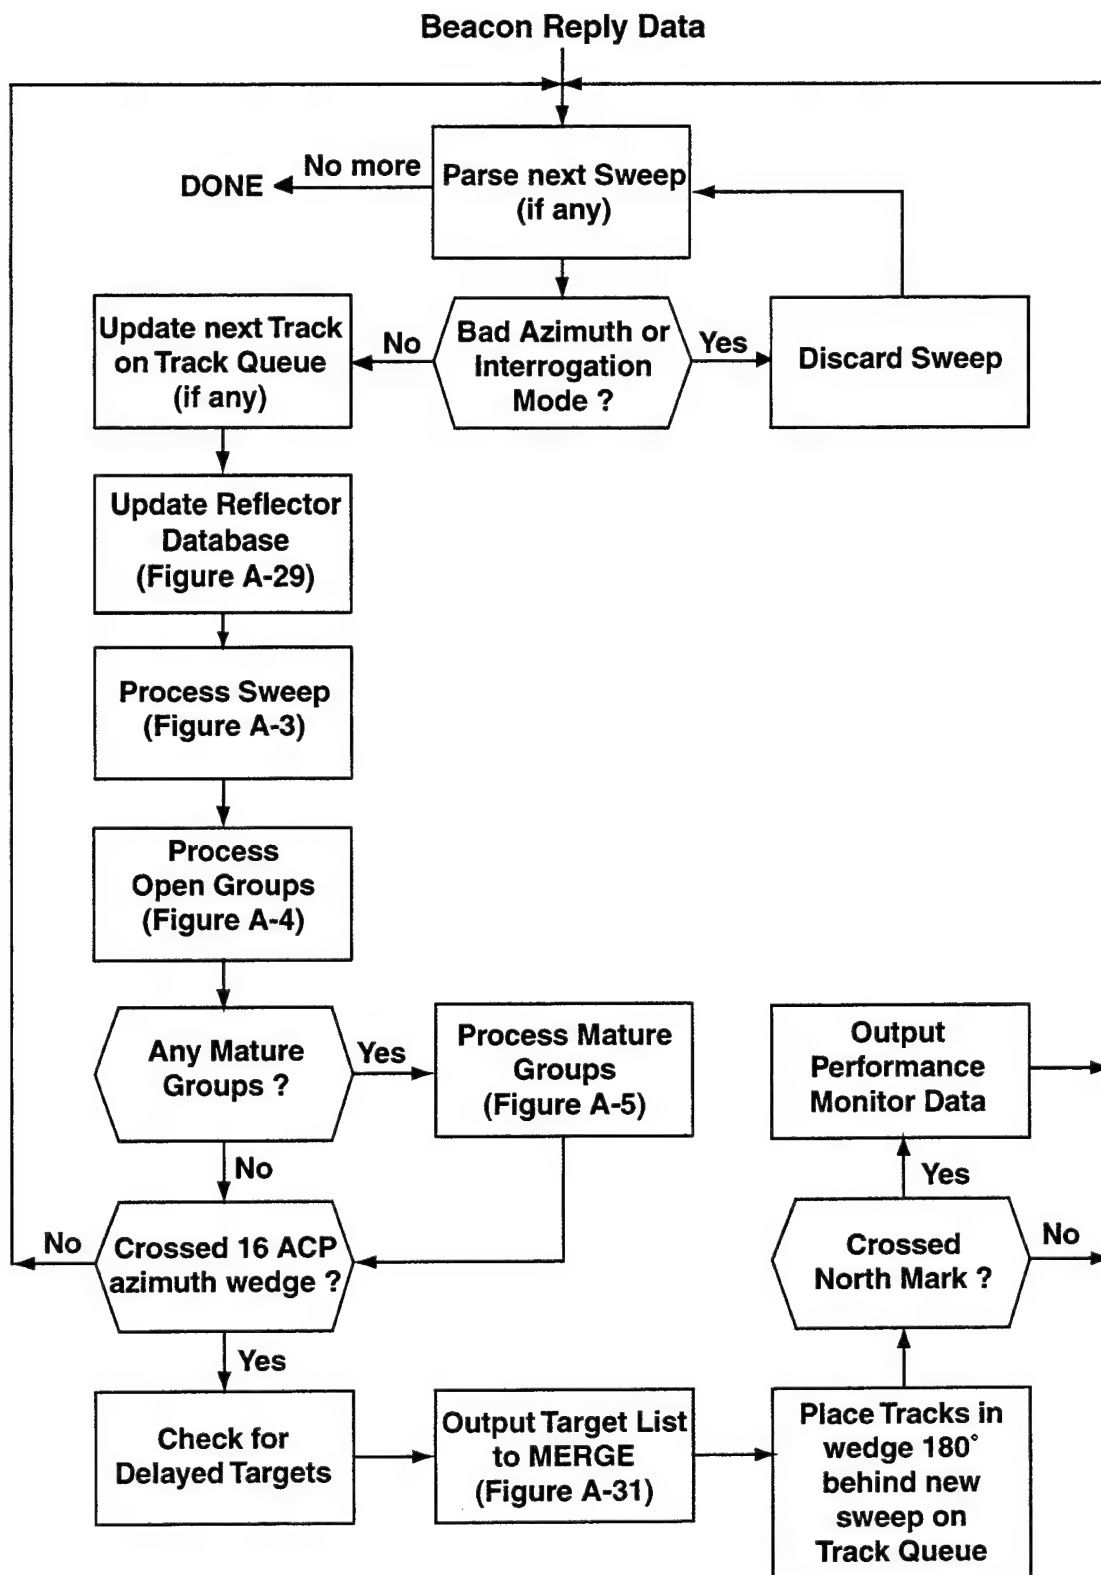 Beacon Reply Data
Parse next Sweep
(if any)
No more
DONE
Bad Azimuth or
Interrogation
Mode ?
No
Yes
Discard Sweep
Update next Track
on Track Queue
(if any)
Update Reflector
Database
(Figure A-29)
Process Sweep
(Figure A-3)
Process
Open Groups
(Figure A-4)
Any Mature
Groups ?
Yes
Process Mature
Groups
(Figure A-5)
No
Crossed 16 ACP
azimuth wedge ?
No
Yes
Check for
Delayed Targets
Output Target List
to MERGE
(Figure A-31)
Place Tracks in
wedge 180°
behind new
sweep on
Track Queue
Crossed
North Mark ?
No
Yes
Output
Performance
Monitor Data